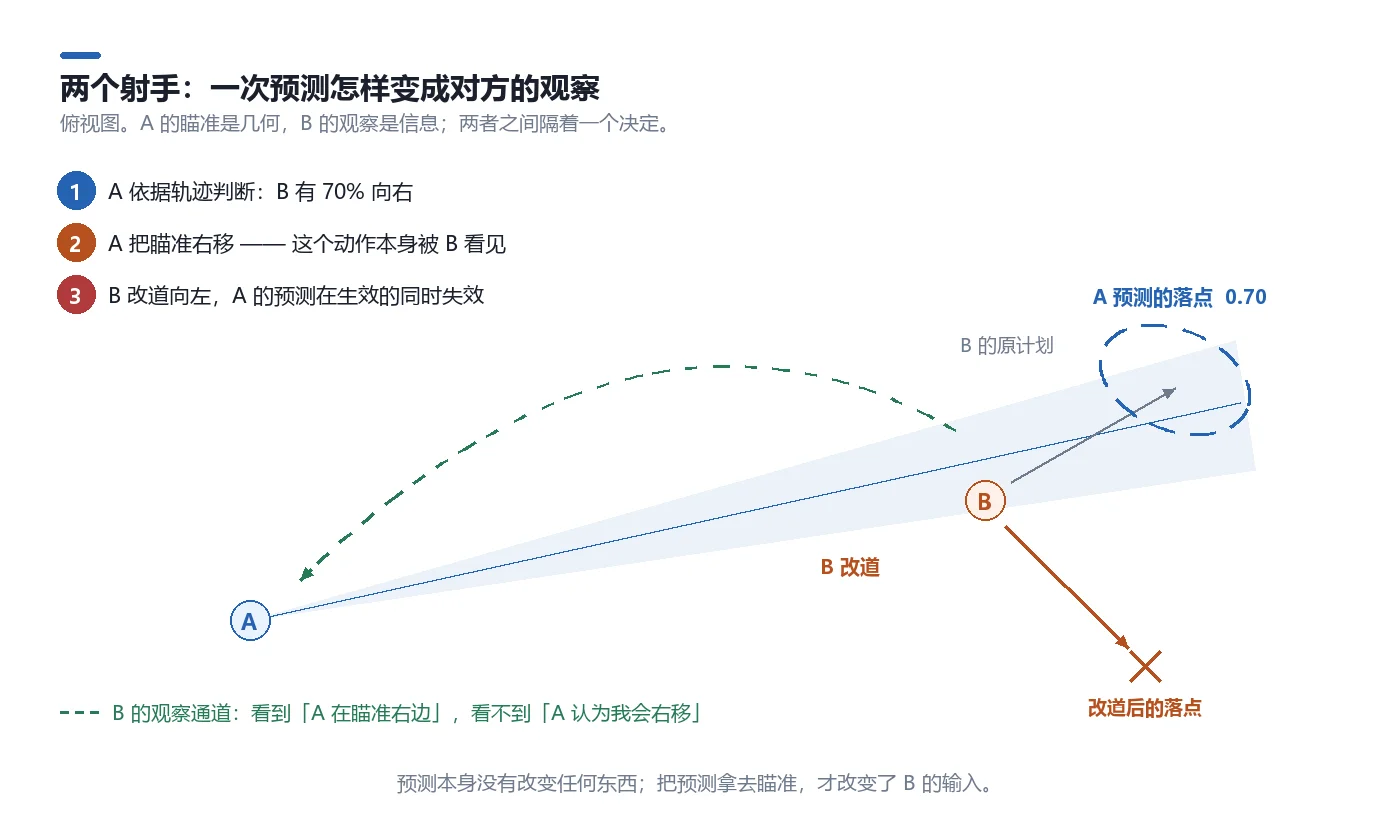 两个射手：一次预测怎样变成对方的观察
俯视图。A 的瞄准是几何，B 的观察是信息；两者之间隔着一个决定。
1 A 依据轨迹判断：B 有 70% 向右
2 A 把瞄准右移 —— 这个动作本身被 B 看见
3 B 改道向左，A 的预测在生效的同时失效
A 预测的落点 0.70
B 的原计划
B
B 改道
A
改道后的落点
B 的观察通道：看到「A 在瞄准右边」，看不到「A 认为我会右移」
预测本身没有改变任何东西；把预测拿去瞄准，才改变了 B 的输入。